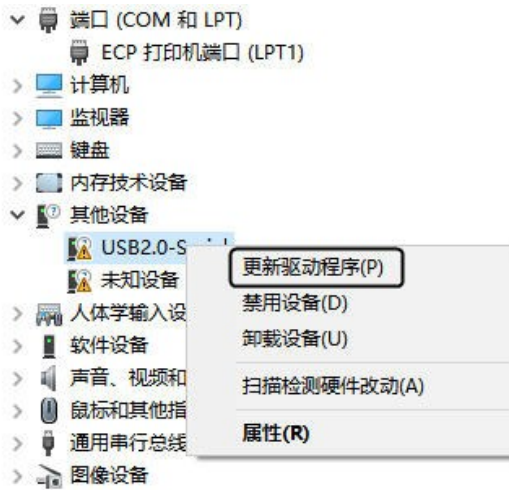 端口 (COM 和 LPT)
ECP 打印机端口 (LPT1)
计算机
监视器
键盘
内存技术设备
其他设备
USB2.0-S
更新驱动程序(P)
未知设备
禁用设备(D)
人体学输入设
卸载设备(U)
软件设备
声音、视频和
扫描检测硬件改动(A)
鼠标和其他指
通用串行总线
属性(R)
图像设备